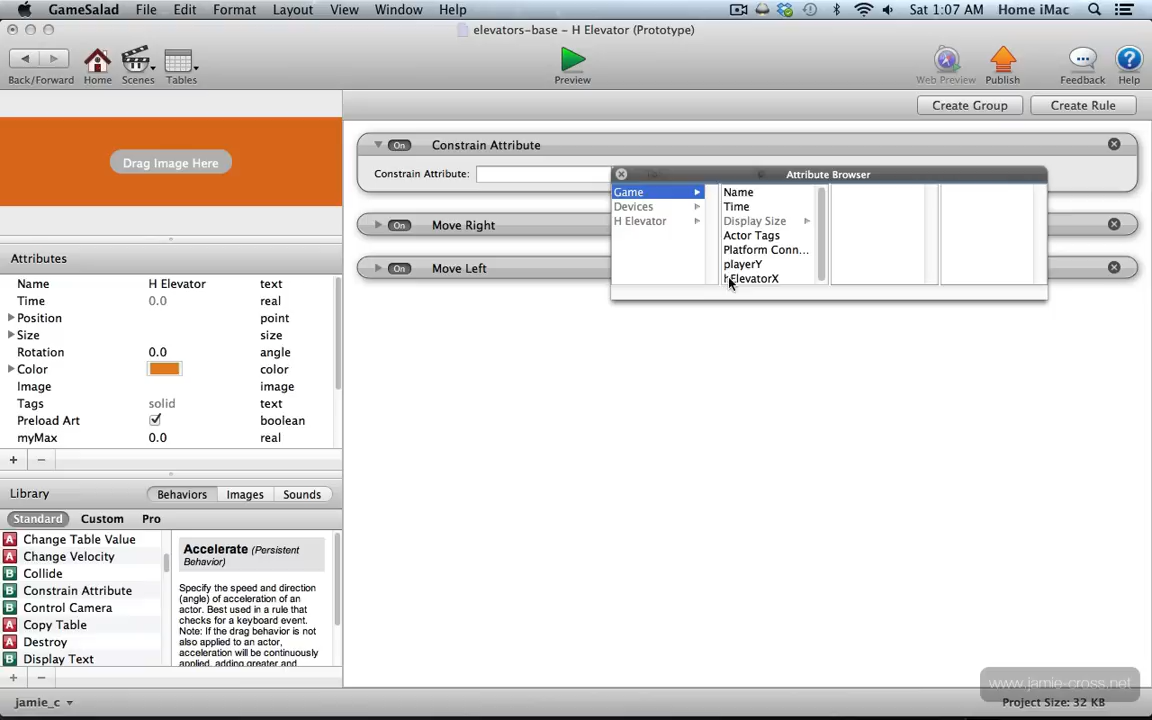 GameSalad File Edit Format Layout View Window Help Sat 1:07 AM Home iMac
elevators-base - H Elevator (Prototype)
Back/Forward Home Scenes Tables Preview Web Preview Publish Feedback Help
Create Group Create Rule
Drag Image Here
On Constrain Attribute
Constrain Attribute:
Attribute Browser
Game Name
Devices Time
H Elevator Display Size
Actor Tags
Platform Conn...
playerY
hElevatorX
On Move Right
On Move Left
Attributes
Name H Elevator text
Time 0.0 real
Position point
Size size
Rotation 0.0 angle
Color color
Image image
Tags solid text
Preload Art boolean
myMax 0.0 real
Library Behaviors Images Sounds
Standard Custom Pro
Change Table Value
Change Velocity
Collide
Constrain Attribute
Control Camera
Copy Table
Destroy
Display Text
Accelerate (Persistent
Behavior)
Specify the speed and direction
(angle) of acceleration of an
actor. Best used in a rule that
checks for a keyboard event.
Note: If the drag behavior is not
also applied to an actor,
acceleration will be continuously
applied, adding greater and
jamie_c
www.jamie-cross.net
Project Size: 32 KB